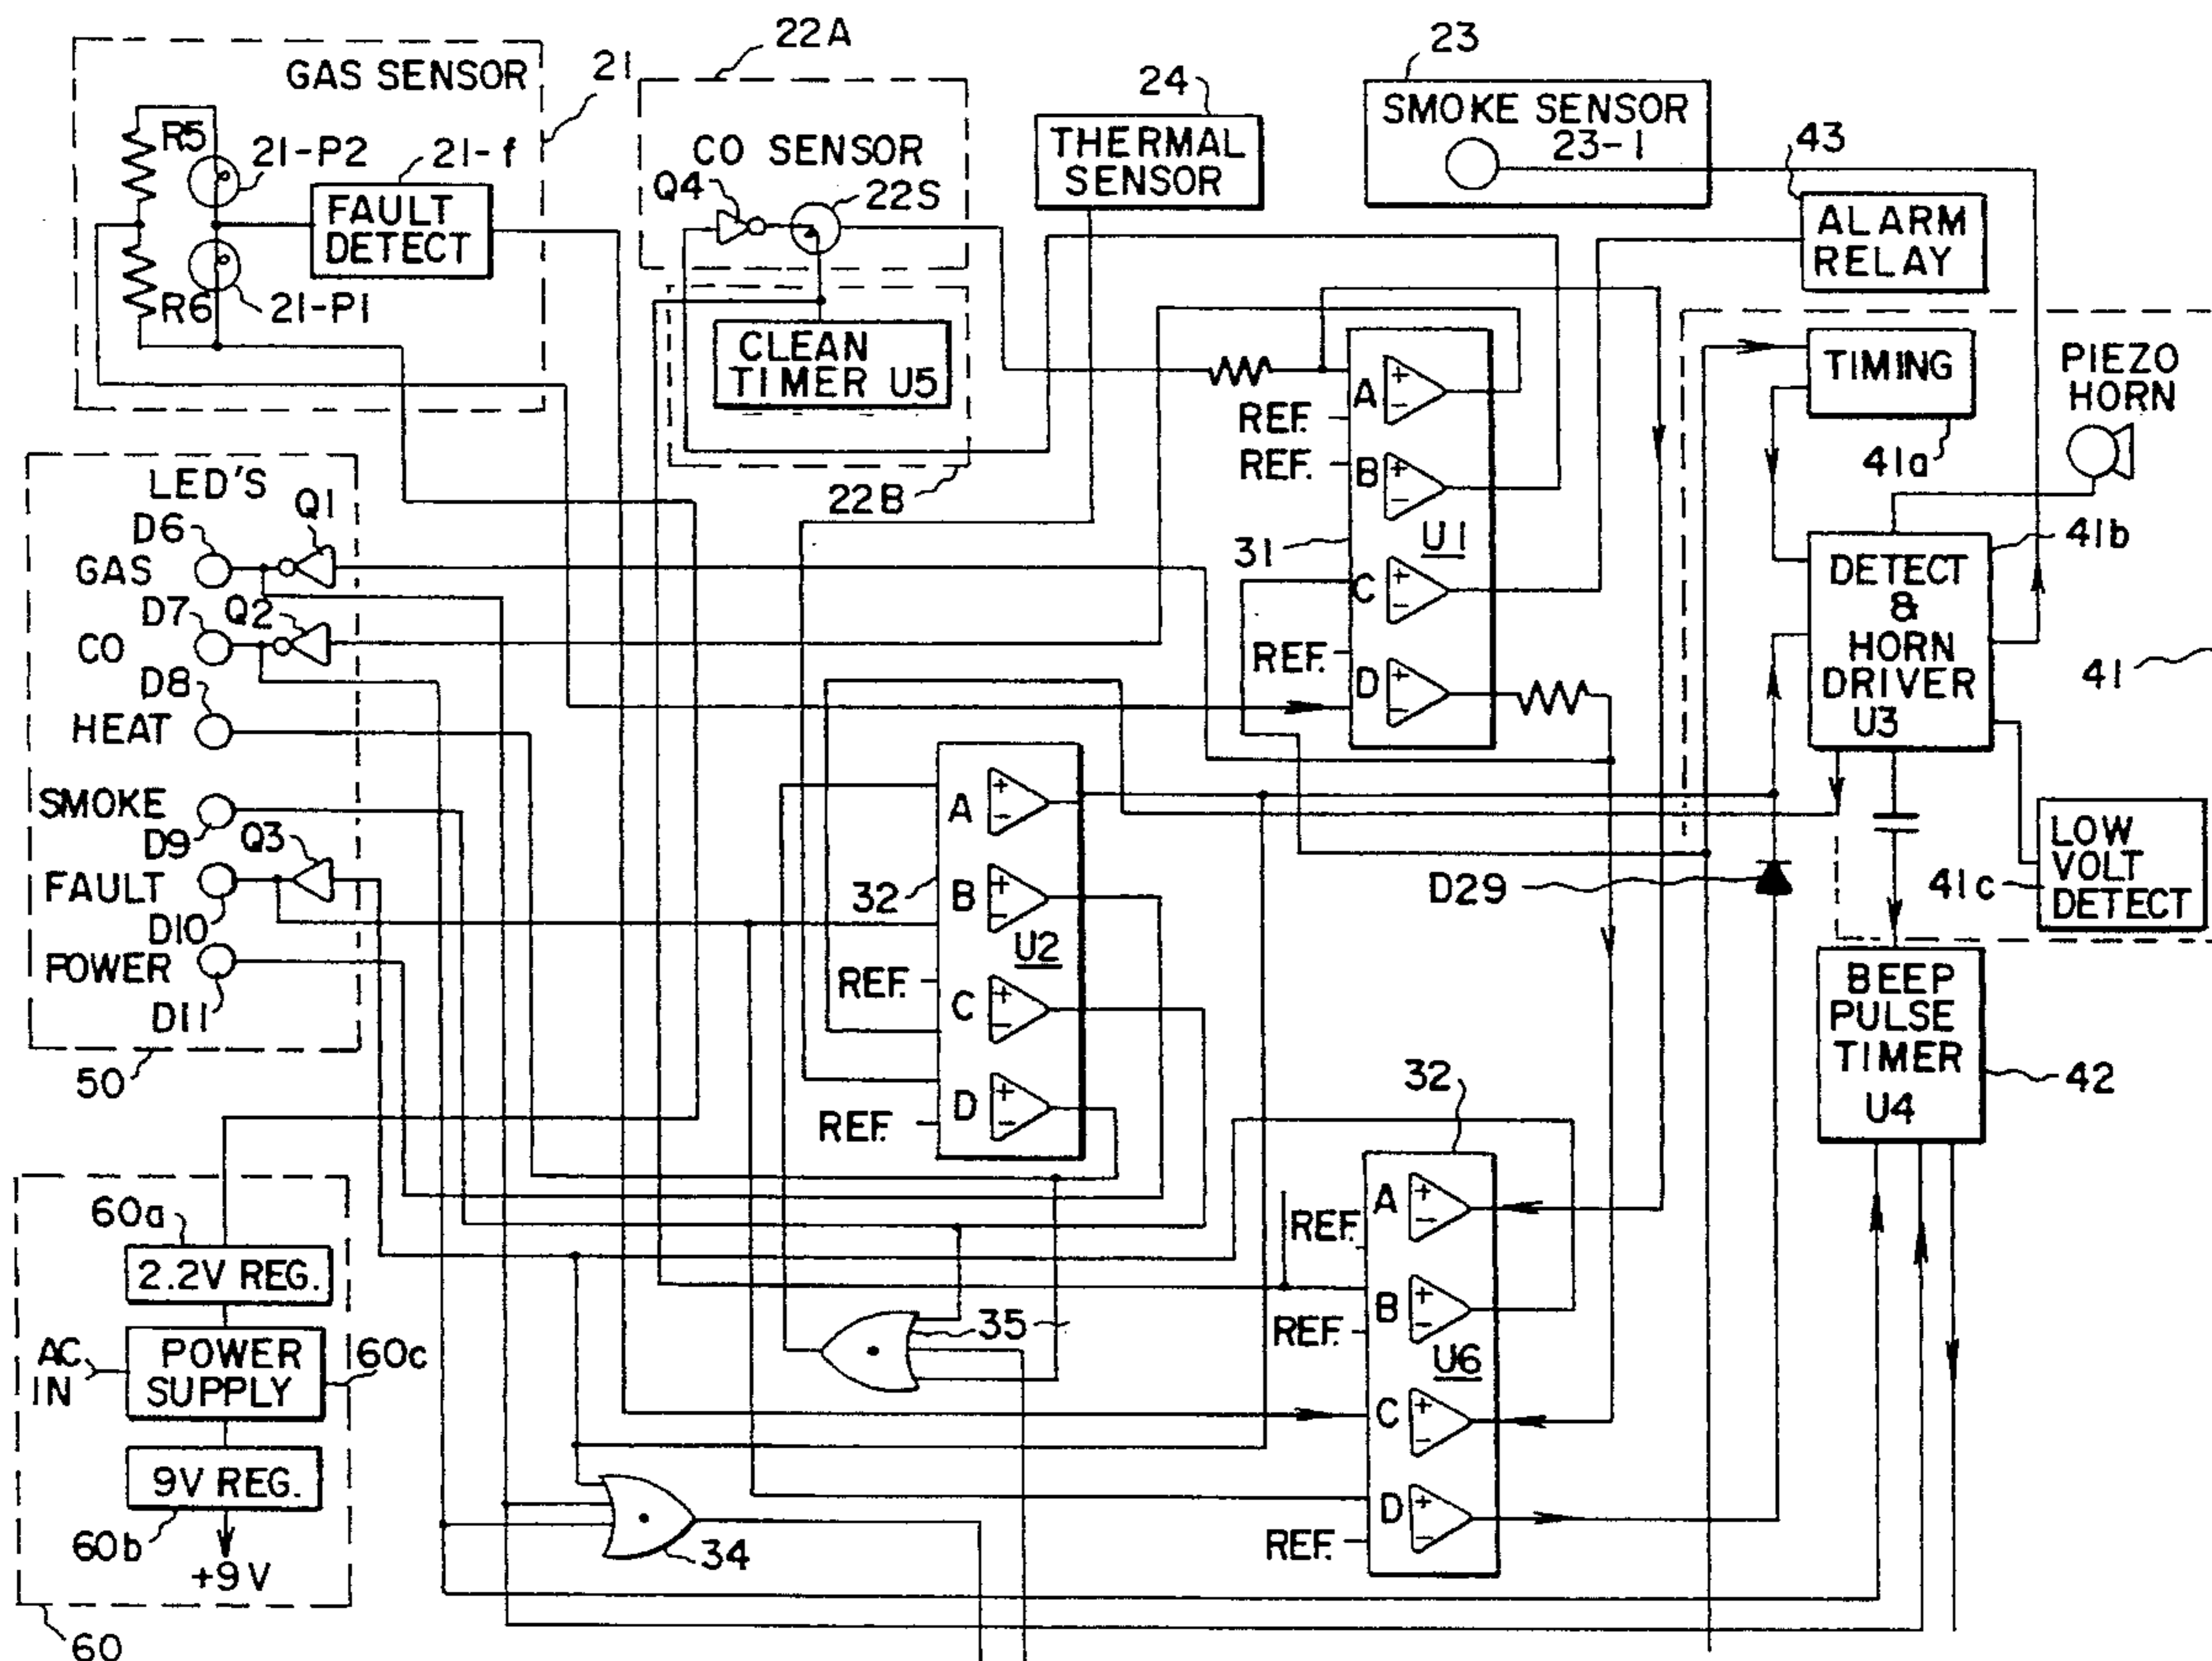 22A
GAS SENSOR
21
R5
21-P2
21-f
FAULT
DETECT
R6
21-P1
CO SENSOR
Q4
22S
CLEAN
TIMER U5
22B
24
THERMAL
SENSOR
23
SMOKE SENSOR
23-1
43
ALARM
RELAY
TIMING
41a
PIEZO
HORN
41b
DETECT
&
HORN
DRIVER
U3
41
LOW
VOLT
DETECT
41c
D29
BEEP
PULSE
TIMER
U4
42
A
+
-
REF.
REF.
B
+
-
31
U1
C
+
-
REF.
D
+
-
LED'S
Q1
D6
GAS
D7
Q2
CO
D8
HEAT
SMOKE
D9
Q3
FAULT
D10
POWER
D11
50
A
+
-
32
B
+
-
U2
REF.
C
+
-
D
+
-
REF.
32
A
+
-
REF.
B
+
-
REF.
U6
C
+
-
D
+
-
REF.
35
34
60a
2.2V REG.
AC
IN
POWER
SUPPLY
60c
9V REG.
60b
+9V
60